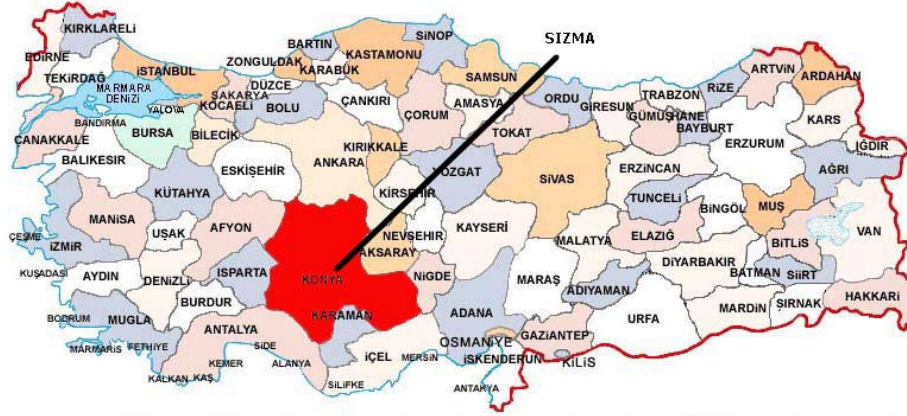 KIRKLARELİ
EDİRNE
TEKİRDAĞ
İSTANBUL
MARMARA
DENİZİ
YALOVA
BANDIRMA
ÇANAKKALE
BURSA
BİLECİK
KOCAELİ
SAKARYA
DÜZCE
ZONGULDAK
BARTIN
KARABÜK
KASTAMONU
SİNOP
SIZMA
BOLU
ÇANKIRI
ÇORUM
SAMSUN
AMASYA
TOKAT
ORDU
GİRESUN
TRABZON
GÜMÜŞHANE
BAYBURT
RİZE
ARTVİN
ARDAHAN
KARS
IĞDIR
AĞRI
ERZURUM
ERZİNCAN
SİVAS
YOZGAT
KIRIKKALE
ANKARA
ESKİŞEHİR
BALIKESIR
KÜTAHYA
MANİSA
UŞAK
AFYON
KIRŞEHİR
NEVŞEHİR
AKSARAY
KAYSERİ
MALATYA
TUNCELİ
ELAZIĞ
BİNGÖL
MUŞ
BİTLİS
VAN
ÇEŞME
İZMİR
KUŞADASI
AYDIN
DENİZLİ
ISPARTA
BURDUR
KONYA
KARAMAN
NİGDE
ADANA
MARAŞ
ADIYAMAN
DİYARBAKIR
BATMAN
SİİRT
ŞIRNAK
HAKKARİ
MARDİN
URFA
GAZİANTEP
KİLİS
OSMANİYE
İSKENDERUN
ANTAKYA
İÇEL
MERSİN
SİLİFKE
ALANYA
SİDE
ANTALYA
KEMER
KAŞ
KALKAN
FETHİYE
MUGLA
MARMARİS
BODRUM